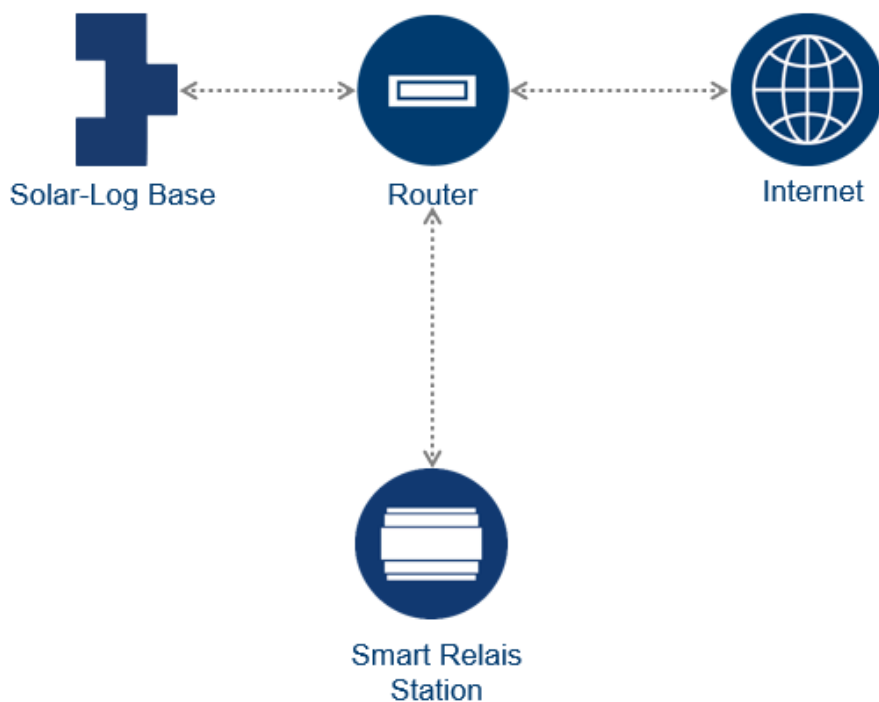 Solar-Log Base
Router
Internet
Smart Relais
Station